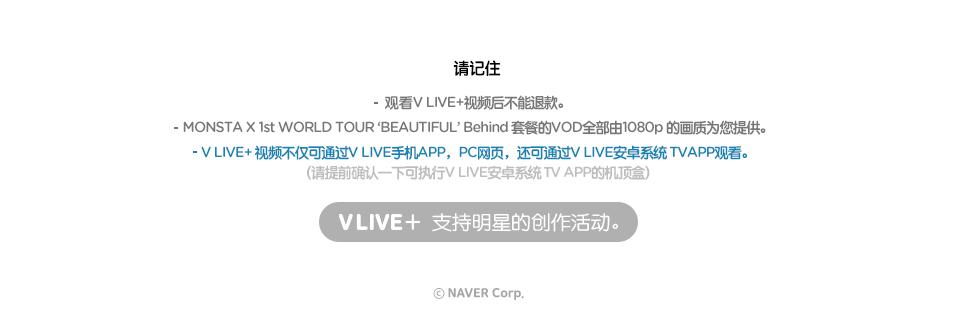 请记住
- 观看V LIVE+视频后不能退款。
- MONSTA X 1st WORLD TOUR ‘BEAUTIFUL’ Behind 套餐的VOD全部由1080p 的画质为您提供。
- V LIVE+ 视频不仅可通过V LIVE手机APP，PC网页，还可通过V LIVE安卓系统 TVAPP观看。
(请提前确认一下可执行V LIVE安卓系统 TV APP的机顶盒)
V LIVE+ 支持明星的创作活动。
ⓒ NAVER Corp.